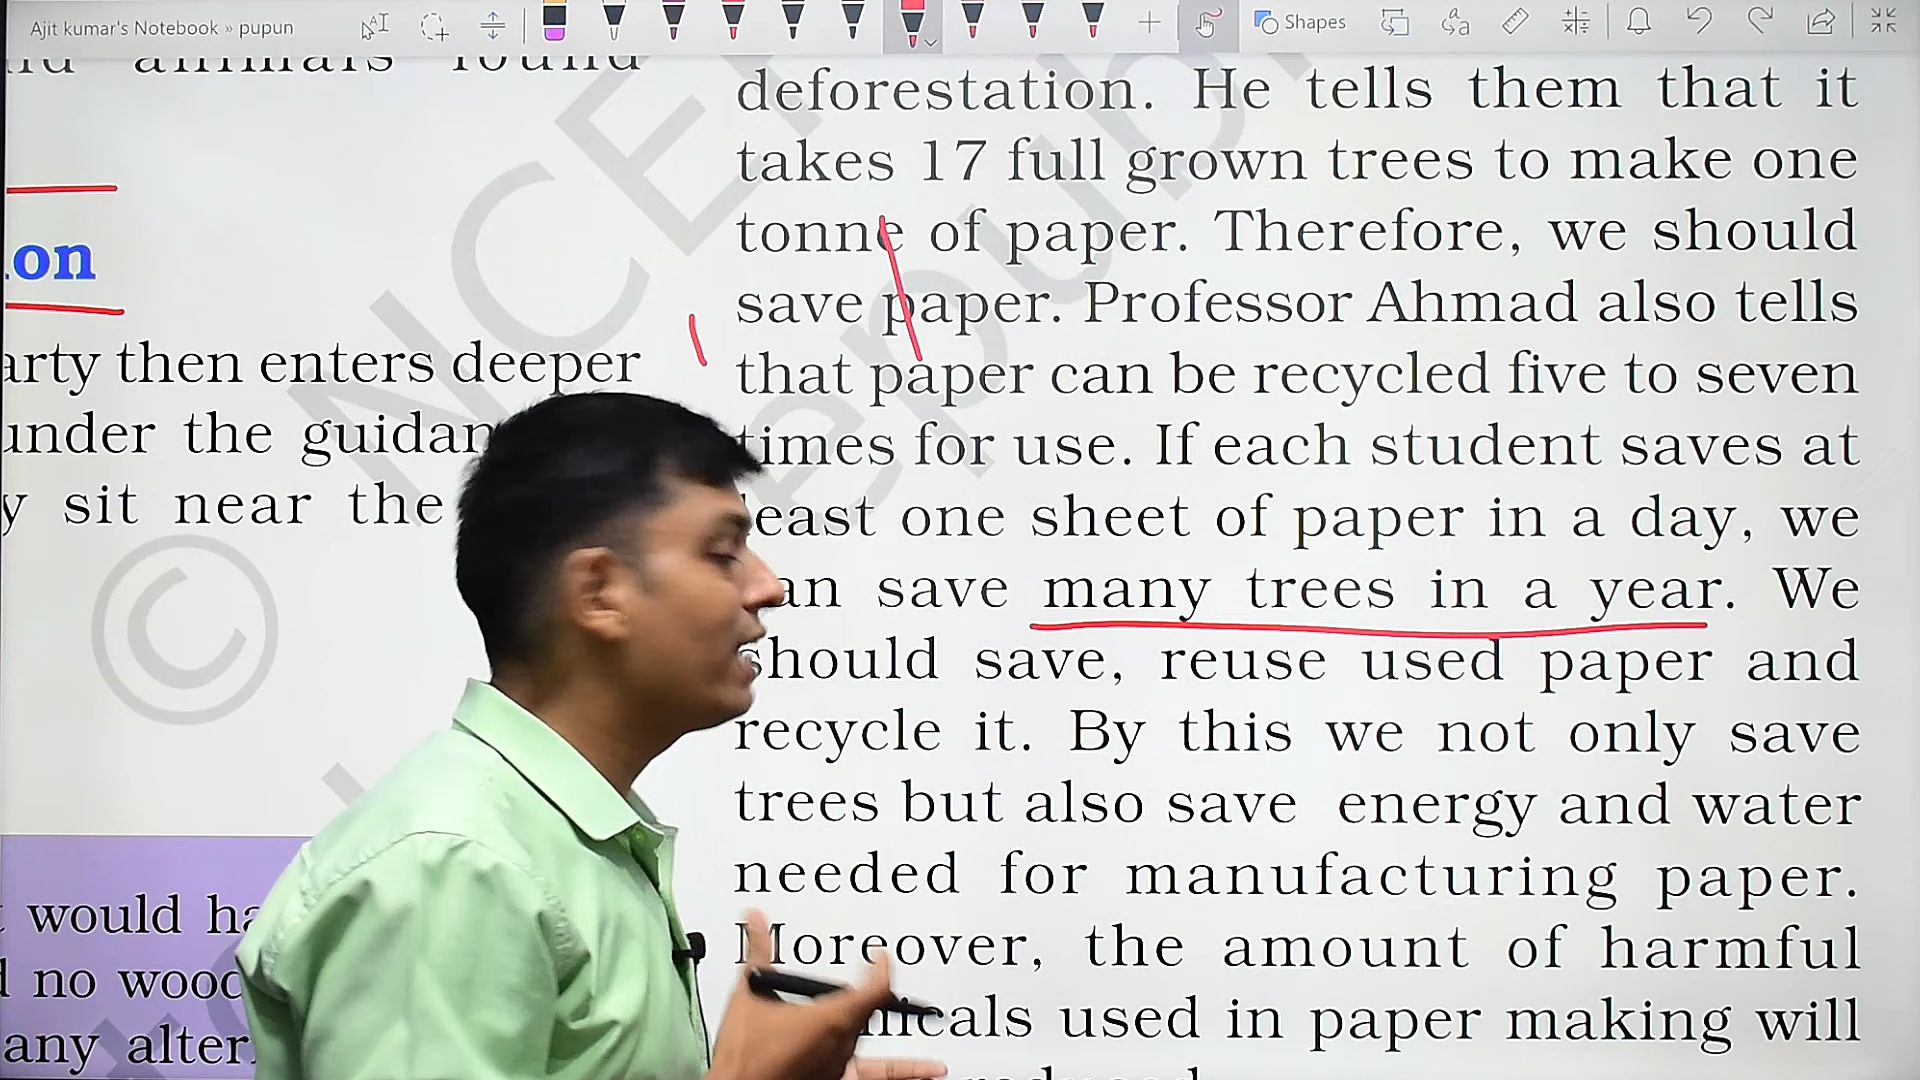 Ajit kumar's Notebook » pupun
Shapes
animals found
on
arty then enters deeper
under the
y sit near the
would
no
any
deforestation. He tells them that it
takes 17 full grown trees to make one
tonne of paper. Therefore, we should
save paper. Professor Ahmad also tells
that paper can be recycled five to seven
times for use. If each student saves at
least one sheet of paper in a day, we
an save many trees in a year. We
should save, reuse used paper and
recycle it. By this we not only save
trees but also save energy and water
needed for manufacturing paper.
Moreover, the amount of harmful
micals used in paper making will
reduced
© NCERT